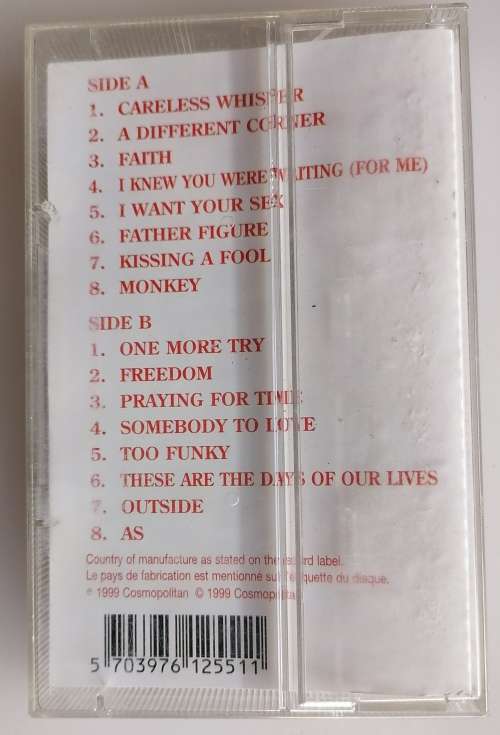 SIDE A
1. CARELESS WHISPER
2. A DIFFERENT CORNER
3. FAITH
4. I KNEW YOU WERE WAITING (FOR ME)
5. I WANT YOUR SEX
6. FATHER FIGURE
7. KISSING A FOOL
8. MONKEY
SIDE B
1. ONE MORE TRY
2. FREEDOM
3. PRAYING FOR TIME
4. SOMEBODY TO LOVE
5. TOO FUNKY
6. THESE ARE THE DAYS OF OUR LIVES
7. OUTSIDE
8. AS
Country of manufacture as stated on the record label.
Le pays de fabrication est mentionné sur l'etiquette du disque.
℗ 1999 Cosmopolitan © 1999 Cosmopolitan
5 703976 125511